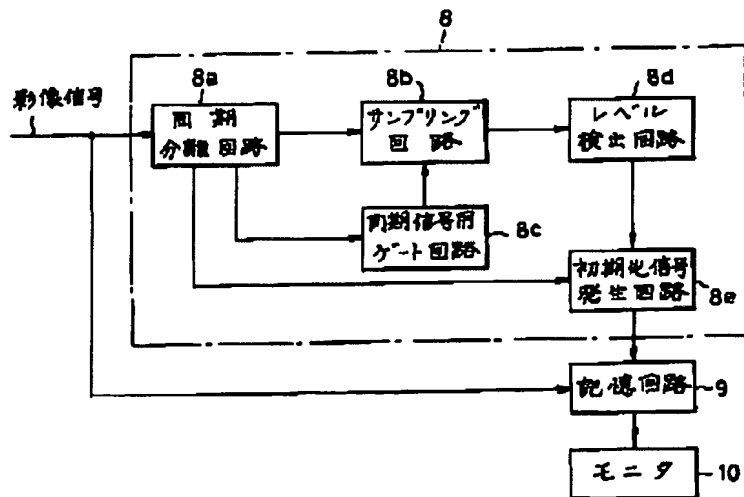 8
影像信号
8a
同期
分離回路
8b
サンプリング
回路
8d
レベル
検出回路
同期信号用
ゲート回路
8c
初期化信号
発生回路
8e
記憶回路
9
モニタ
10